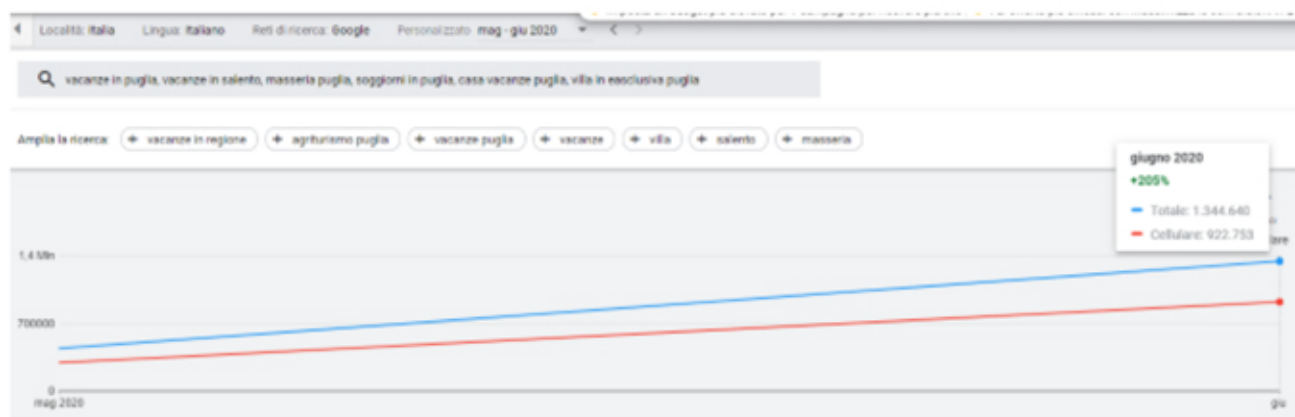 Località: Italia Lingua: Italiano Reti di ricerca: Google Personalizzato mag - giu 2020
vacanze in puglia, vacanze in salento, masseria puglia, soggiorni in puglia, casa vacanze puglia, villa in easclusiva puglia
Amplia la ricerca: + vacanze in regione + agriturismo puglia + vacanze puglia + vacanze + villa + salento + masseria
giugno 2020
+205%
Totale: 1.344.640
Cellulare: 922.753
1,4 Mln
700000
0
mag 2020 giu